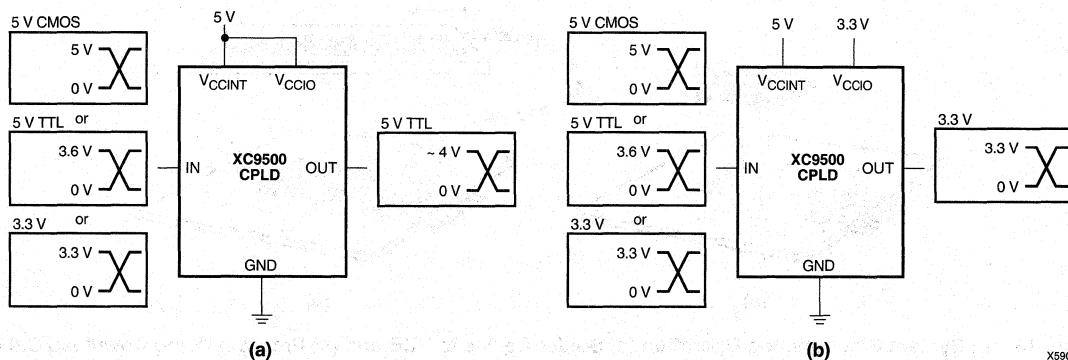 5 V CMOS
5 V
0 V
or
5 V TTL
3.6 V
0 V
or
3.3 V
3.3 V
0 V
5 V
VCCINT VCCIO
IN
XC9500
CPLD
OUT
GND
5 V TTL
~ 4 V
0 V
(a)
5 V CMOS
5 V
0 V
or
5 V TTL
3.6 V
0 V
or
3.3 V
3.3 V
0 V
5 V 3.3 V
VCCINT VCCIO
IN
XC9500
CPLD
OUT
GND
3.3 V
3.3 V
0 V
(b)